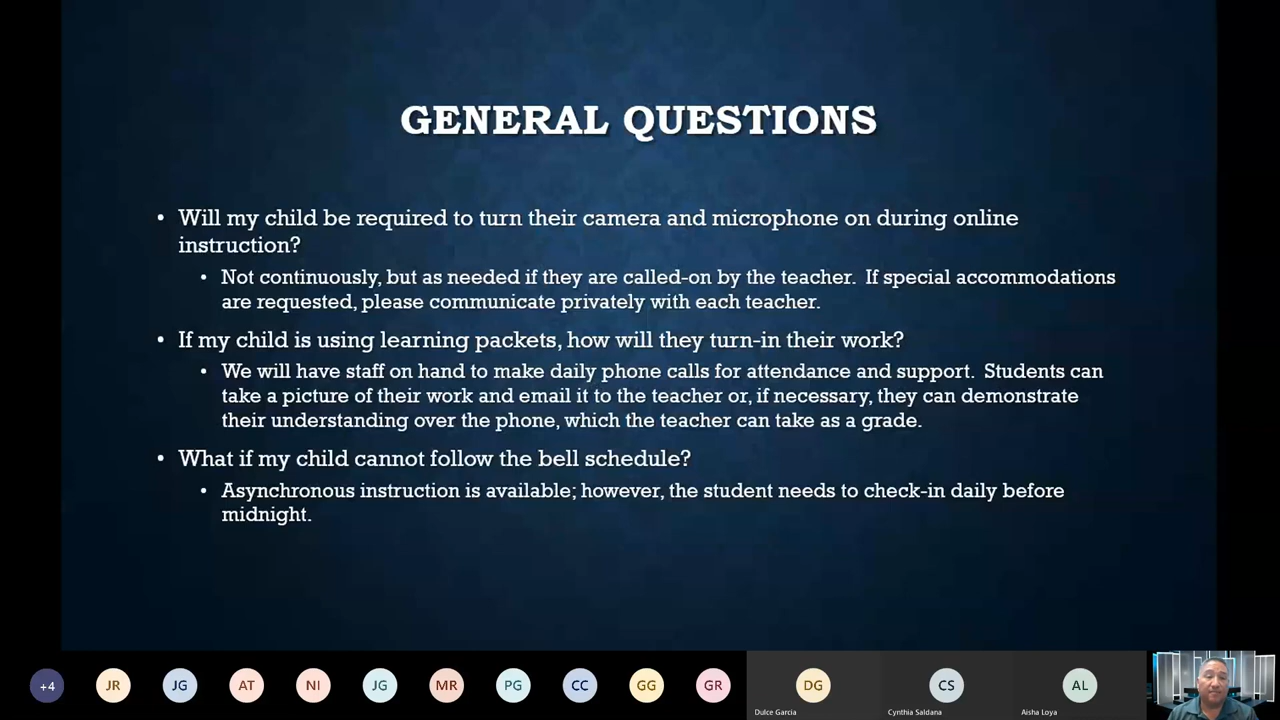 GENERAL QUESTIONS
• Will my child be required to turn their camera and microphone on during online
instruction?
• Not continuously, but as needed if they are called-on by the teacher. If special accommodations
are requested, please communicate privately with each teacher.
• If my child is using learning packets, how will they turn-in their work?
• We will have staff on hand to make daily phone calls for attendance and support. Students can
take a picture of their work and email it to the teacher or, if necessary, they can demonstrate
their understanding over the phone, which the teacher can take as a grade.
• What if my child cannot follow the bell schedule?
• Asynchronous instruction is available; however, the student needs to check-in daily before
midnight.
+4 JR JG AT NI JG MR PG CC GG GR DG CS AL
Dulce Garcia Cynthia Saldana Aisha Loya